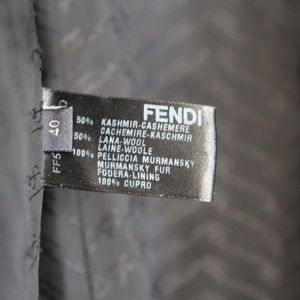 FENDI
50% KASHMIR-CASHEMERE
CACHEMIRE-KASCHMIR
50% LANA-WOOL
LAINE-WOOLE
100% PELLICCIA MURMANSKY
MURMANSKY FUR
FODERA-LINING
100% CUPRO
40